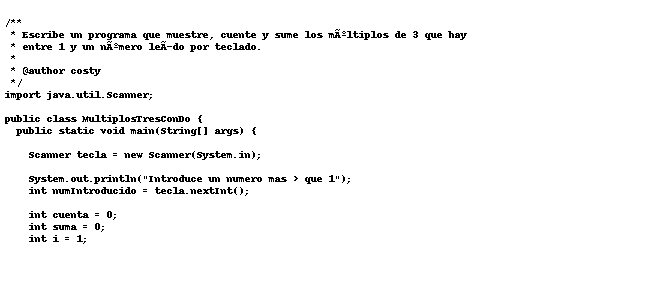 /**
 * Escribe un programa que muestre, cuente y sume los mÃºltiplos de 3 que hay
 * entre 1 y un nÃºmero leÃ­do por teclado.
 *
 * @author costy
 */
import java.util.Scanner;
public class MultiplosTresConDo {
  public static void main(String[] args) {
    Scanner tecla = new Scanner(System.in);
    System.out.println("Introduce un numero mas > que 1");
    int numIntroducido = tecla.nextInt();
    int cuenta = 0;
    int suma = 0;
    int i = 1;